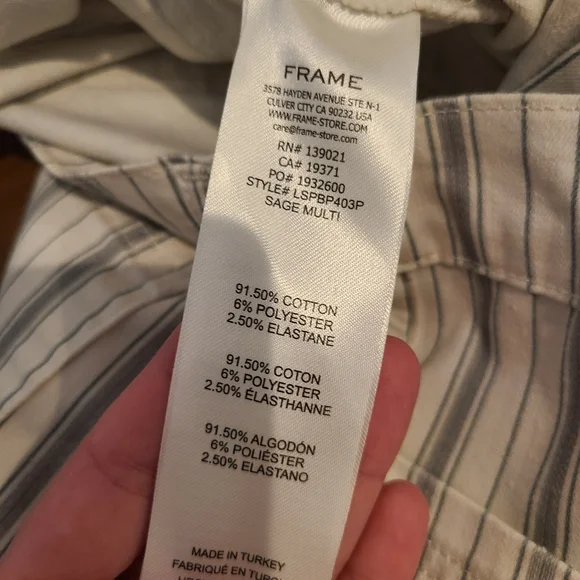 FRAME
3578 HAYDEN AVENUE STE N-1
CULVER CITY CA 90232 USA
WWW.FRAME-STORE.COM
care@frame-store.com
RN# 139021
CA# 19371
PO# 1932600
STYLE# LSPBP403P
SAGE MULTI
91.50% COTTON
6% POLYESTER
2.50% ELASTANE
91.50% COTON
6% POLYESTER
2.50% ÉLASTHANNE
91.50% ALGODÓN
6% POLIÉSTER
2.50% ELASTANO
MADE IN TURKEY
FABRIQUÉ EN